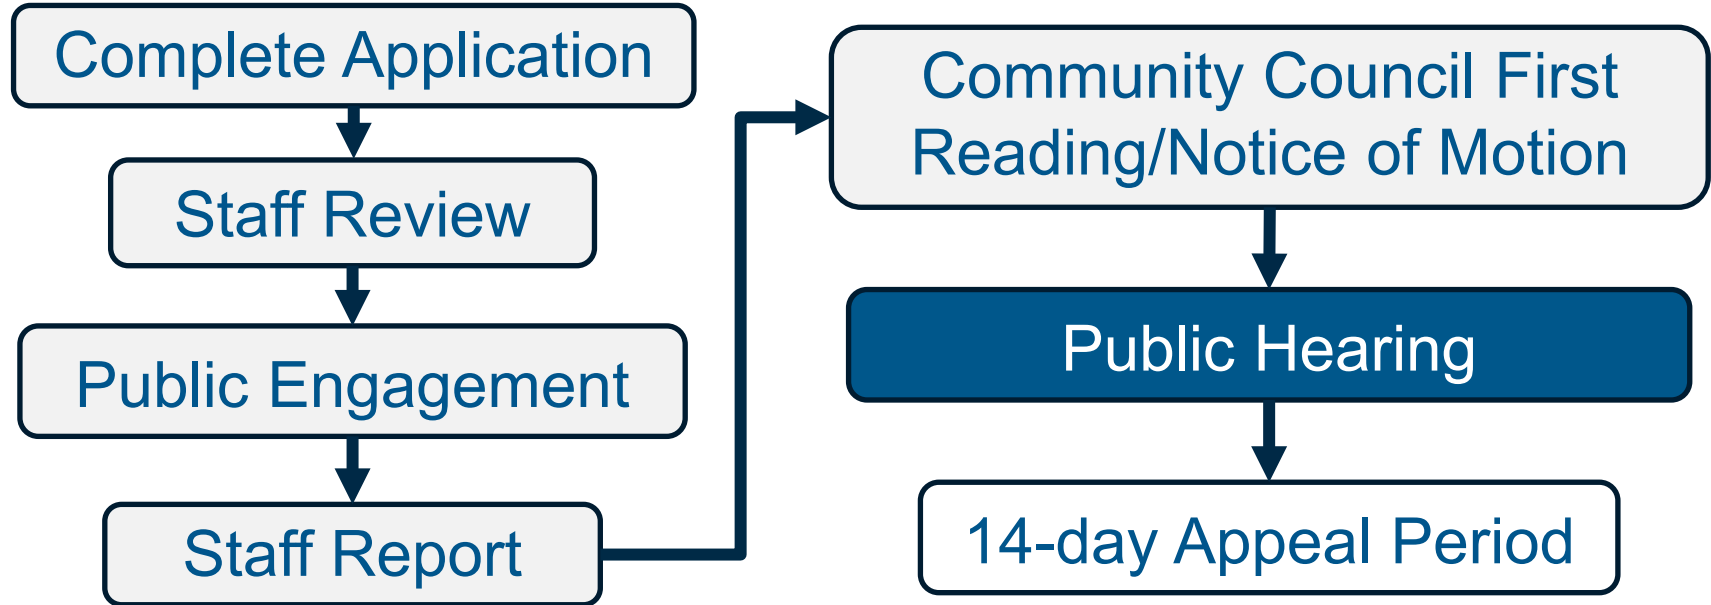 Complete Application
Staff Review
Public Engagement
Staff Report
Community Council First
Reading/Notice of Motion
Public Hearing
14-day Appeal Period